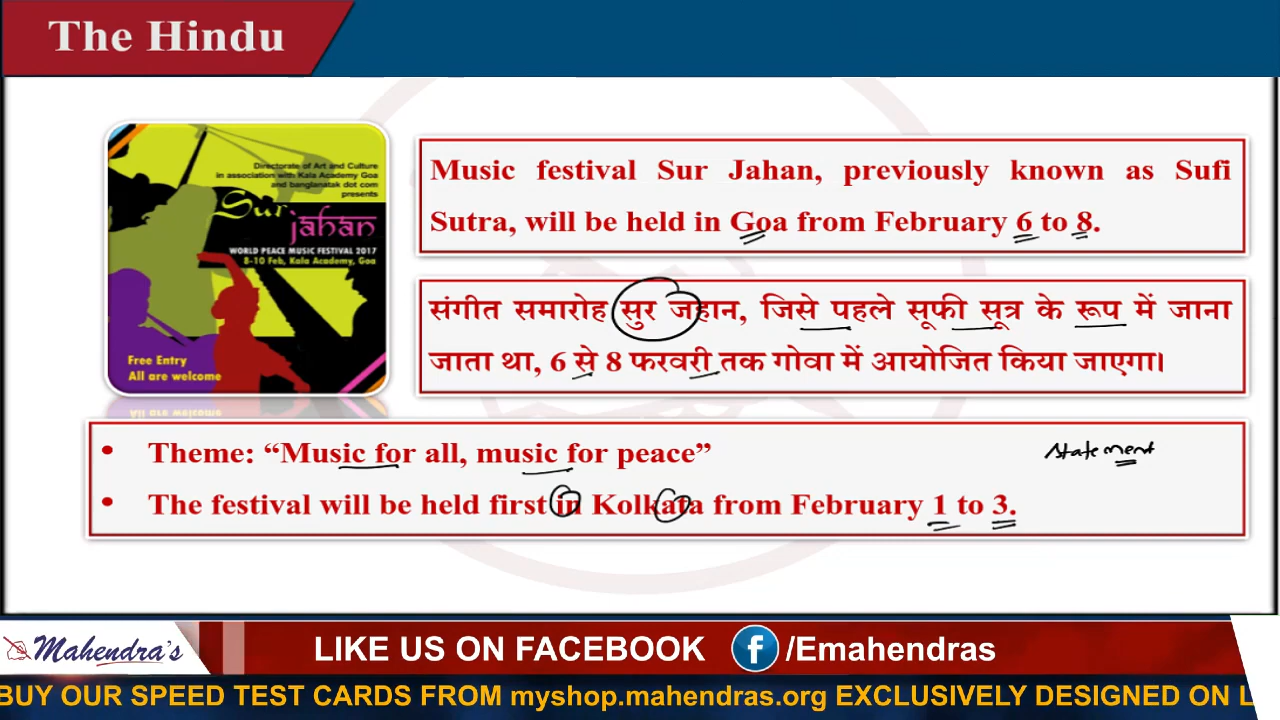 The Hindu
Directorate of Art and Culture
in association with Kala Academy Goa
and banglanatak dot com
presents
Sur
jahan
WORLD PEACE MUSIC FESTIVAL 2017
8-10 Feb, Kala Academy, Goa
Free Entry
All are welcome
Music festival Sur Jahan, previously known as Sufi
Sutra, will be held in Goa from February 6 to 8.
संगीत समारोह सुर जहान, जिसे पहले सूफी सूत्र के रूप में जाना
जाता था, 6 से 8 फरवरी तक गोवा में आयोजित किया जाएगा।
• Theme: “Music for all, music for peace”
statement
• The festival will be held first in Kolkata from February 1 to 3.
Mahendra's
LIKE US ON FACEBOOK f /Emahendras
BUY OUR SPEED TEST CARDS FROM myshop.mahendras.org EXCLUSIVELY DESIGNED ON L